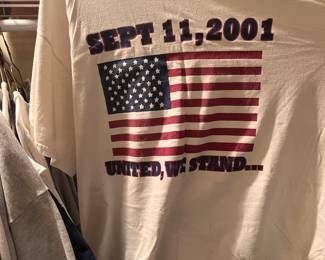 SEPT 11, 2001
UNITED, WE STAND...